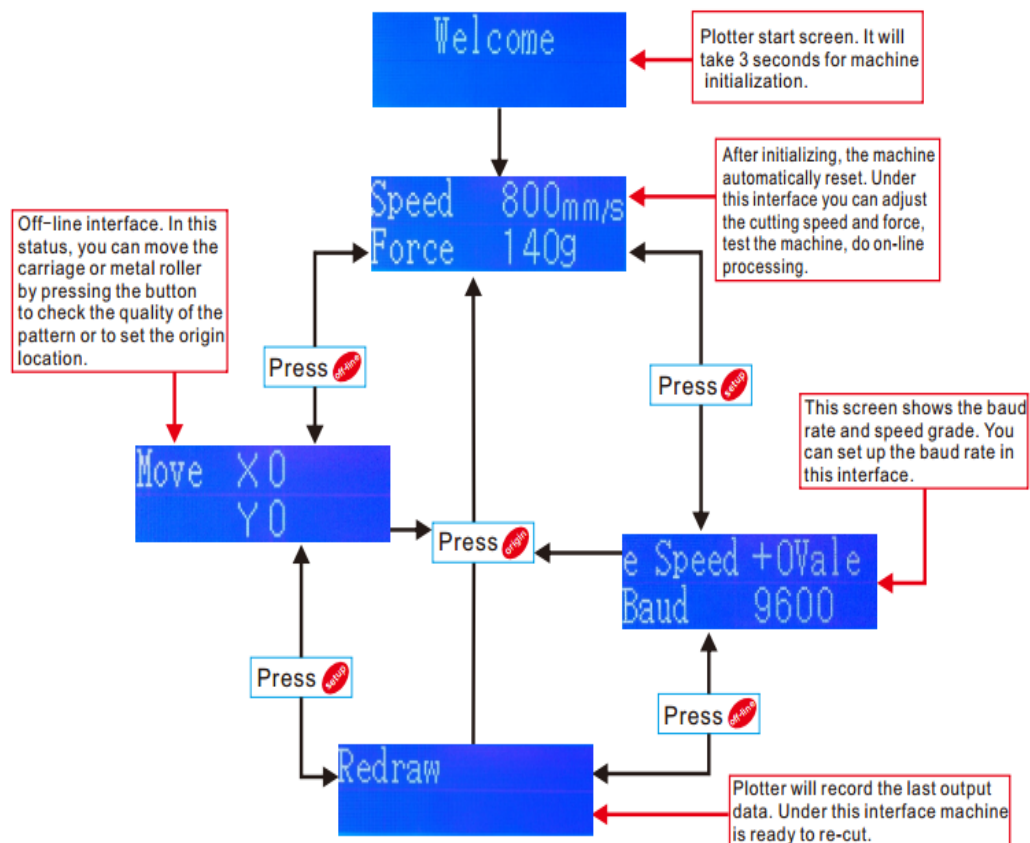 Welcome
Plotter start screen. It will
take 3 seconds for machine
initialization.
Speed 800mm/s
Force 140g
After initializing, the machine
automatically reset. Under
this interface you can adjust
the cutting speed and force,
test the machine, do on-line
processing.
Off-line interface. In this
status, you can move the
carriage or metal roller
by pressing the button
to check the quality of the
pattern or to set the origin
location.
Press off-line
Press setup
This screen shows the baud
rate and speed grade. You
can set up the baud rate in
this interface.
Move X0
Y0
Press origin
e Speed +0Vale
Baud 9600
Press setup
Press off-line
Redraw
Plotter will record the last output
data. Under this interface machine
is ready to re-cut.